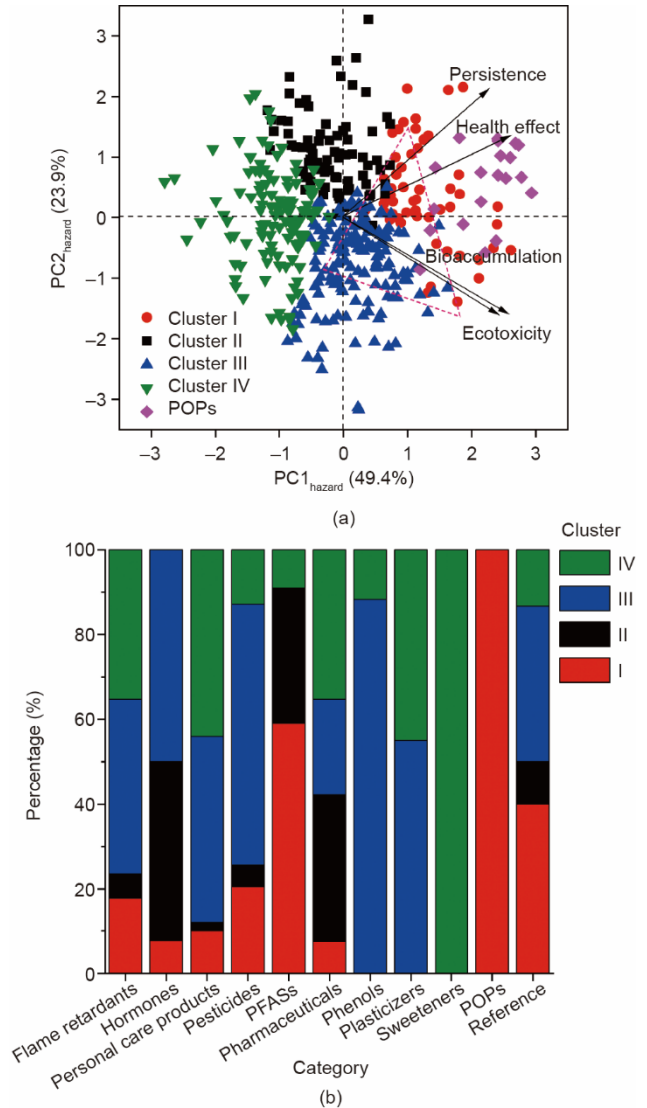 3
2
1
0
−1
−2
−3
PC2hazard (23.9%)
Persistence
Health effect
Bioaccumulation
Ecotoxicity
Cluster I
Cluster II
Cluster III
Cluster IV
POPs
−3 −2 −1 0 1 2 3
PC1hazard (49.4%)
(a)
Cluster
IV
III
II
I
100
80
60
40
20
0
Percentage (%)
Flame retardants
Hormones
Personal care products
Pesticides
PFASs
Pharmaceuticals
Phenols
Plasticizers
Sweeteners
POPs
Reference
Category
(b)